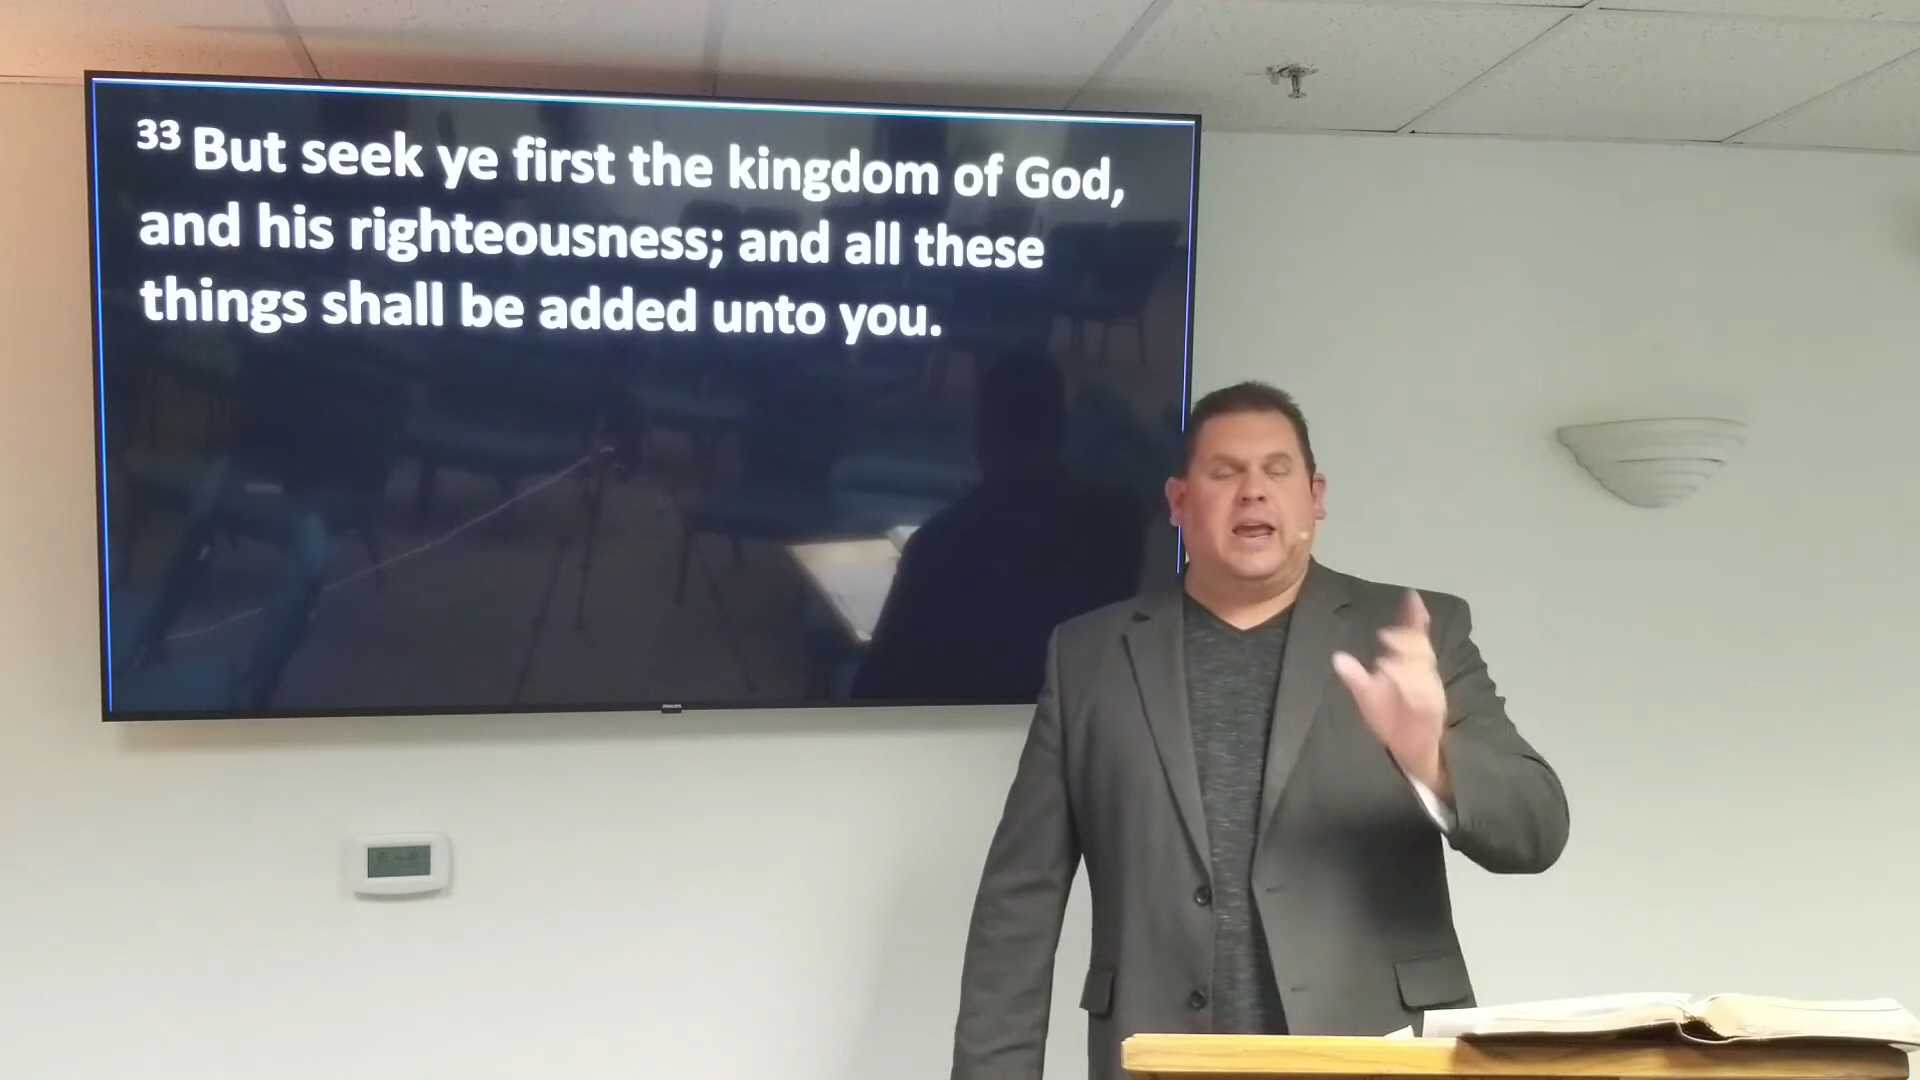 33 But seek ye first the kingdom of God,
and his righteousness; and all these
things shall be added unto you.
PHILIPS